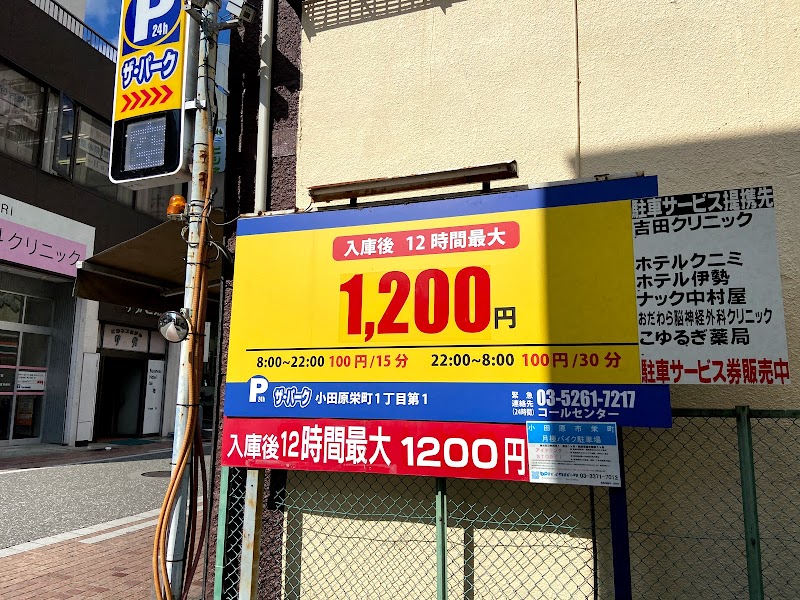 P
24h
ザ・パーク
クリニック
入庫後 12時間最大
1,200円
8:00~22:00 100円/15分 22:00~8:00 100円/30分
P 24h ザ・パーク 小田原栄町1丁目第1
緊急連絡先(24時間) 03-5261-7217
コールセンター
入庫後12時間最大 1200円
小田原市栄町
月極バイク駐車場
03-3371-7013
駐車サービス提携先
吉田クリニック
ホテルクニミ
ホテル伊勢
ナック中村屋
おだわら脳神経外科クリニック
こゆるぎ薬局
駐車サービス券販売中